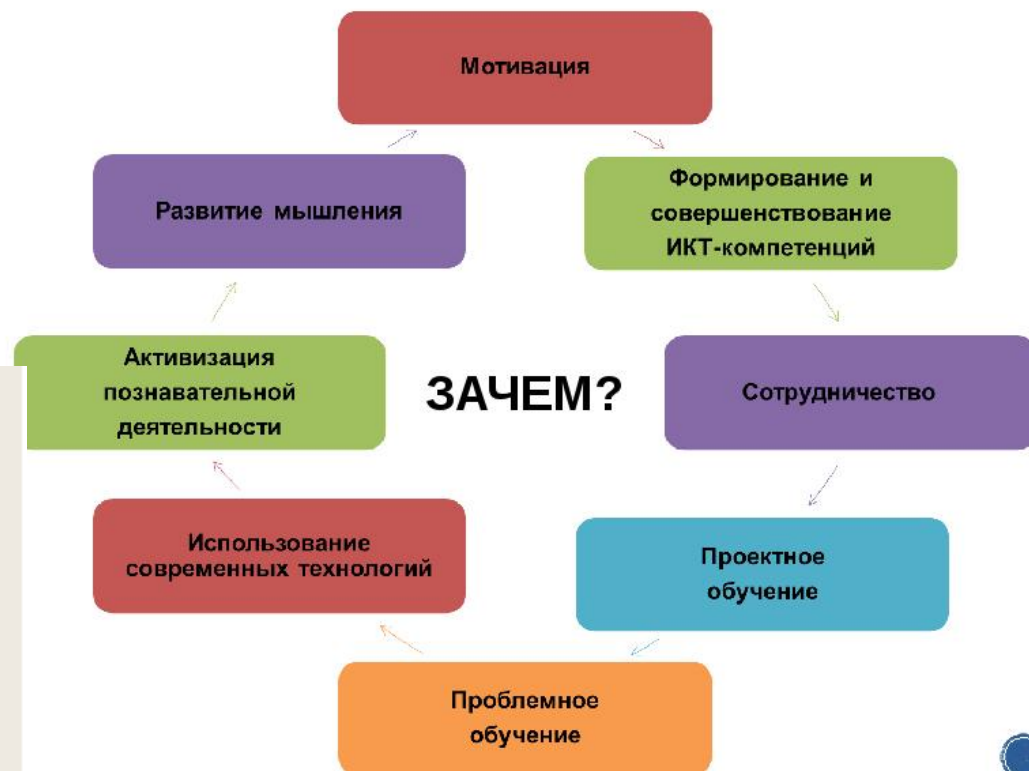 Мотивация
Формирование и
совершенствование
ИКТ-компетенций
Сотрудничество
Проектное
обучение
Проблемное
обучение
Использование
современных технологий
Активизация
познавательной
деятельности
Развитие мышления
ЗАЧЕМ?